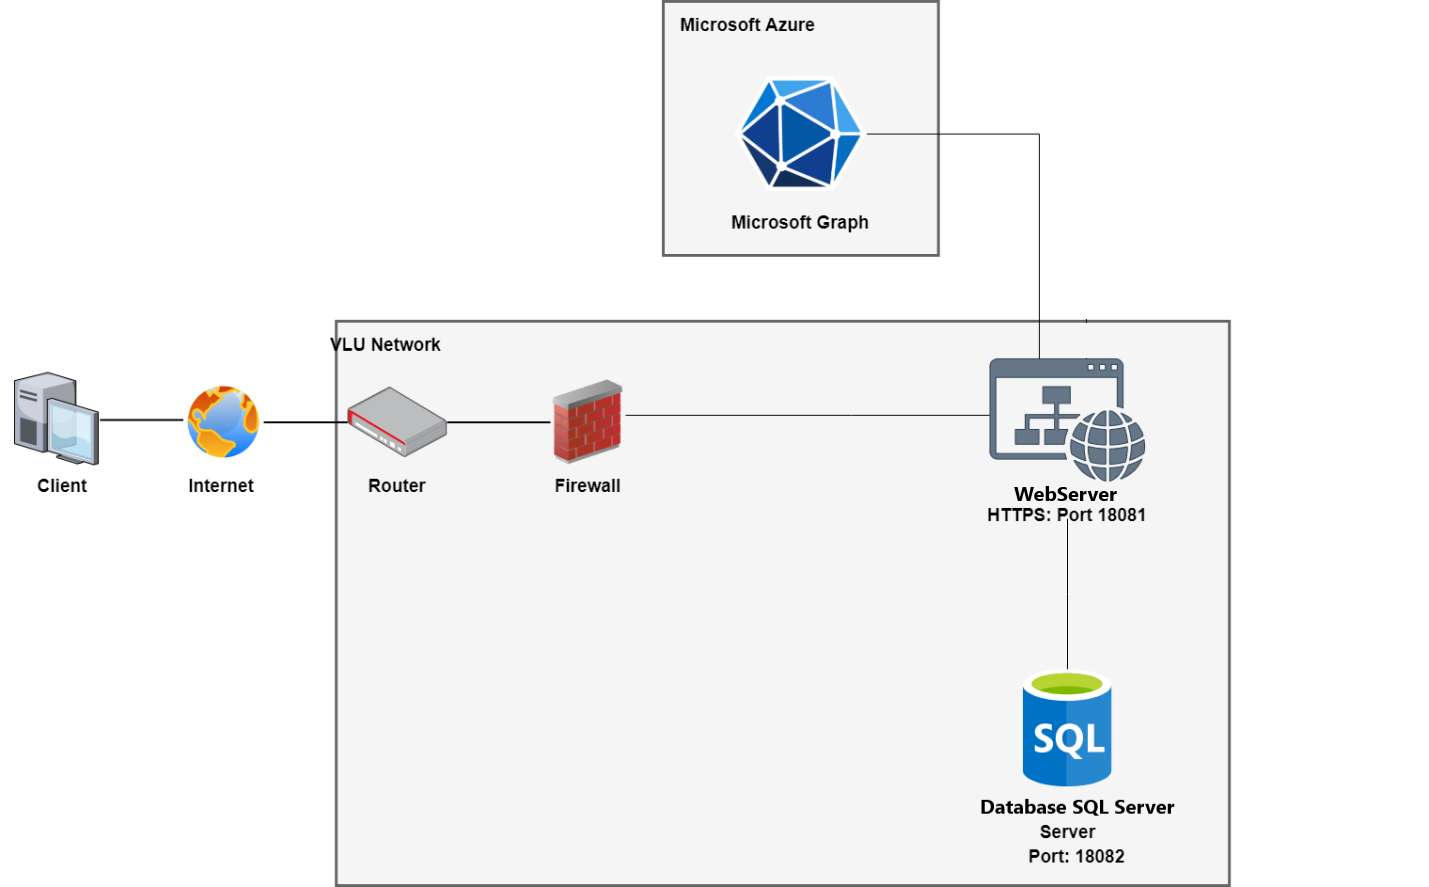 Microsoft Azure
Microsoft Graph
VLU Network
Client
Internet
Router
Firewall
WebServer
HTTPS: Port 18081
SQL
Database SQL Server
Server
Port: 18082